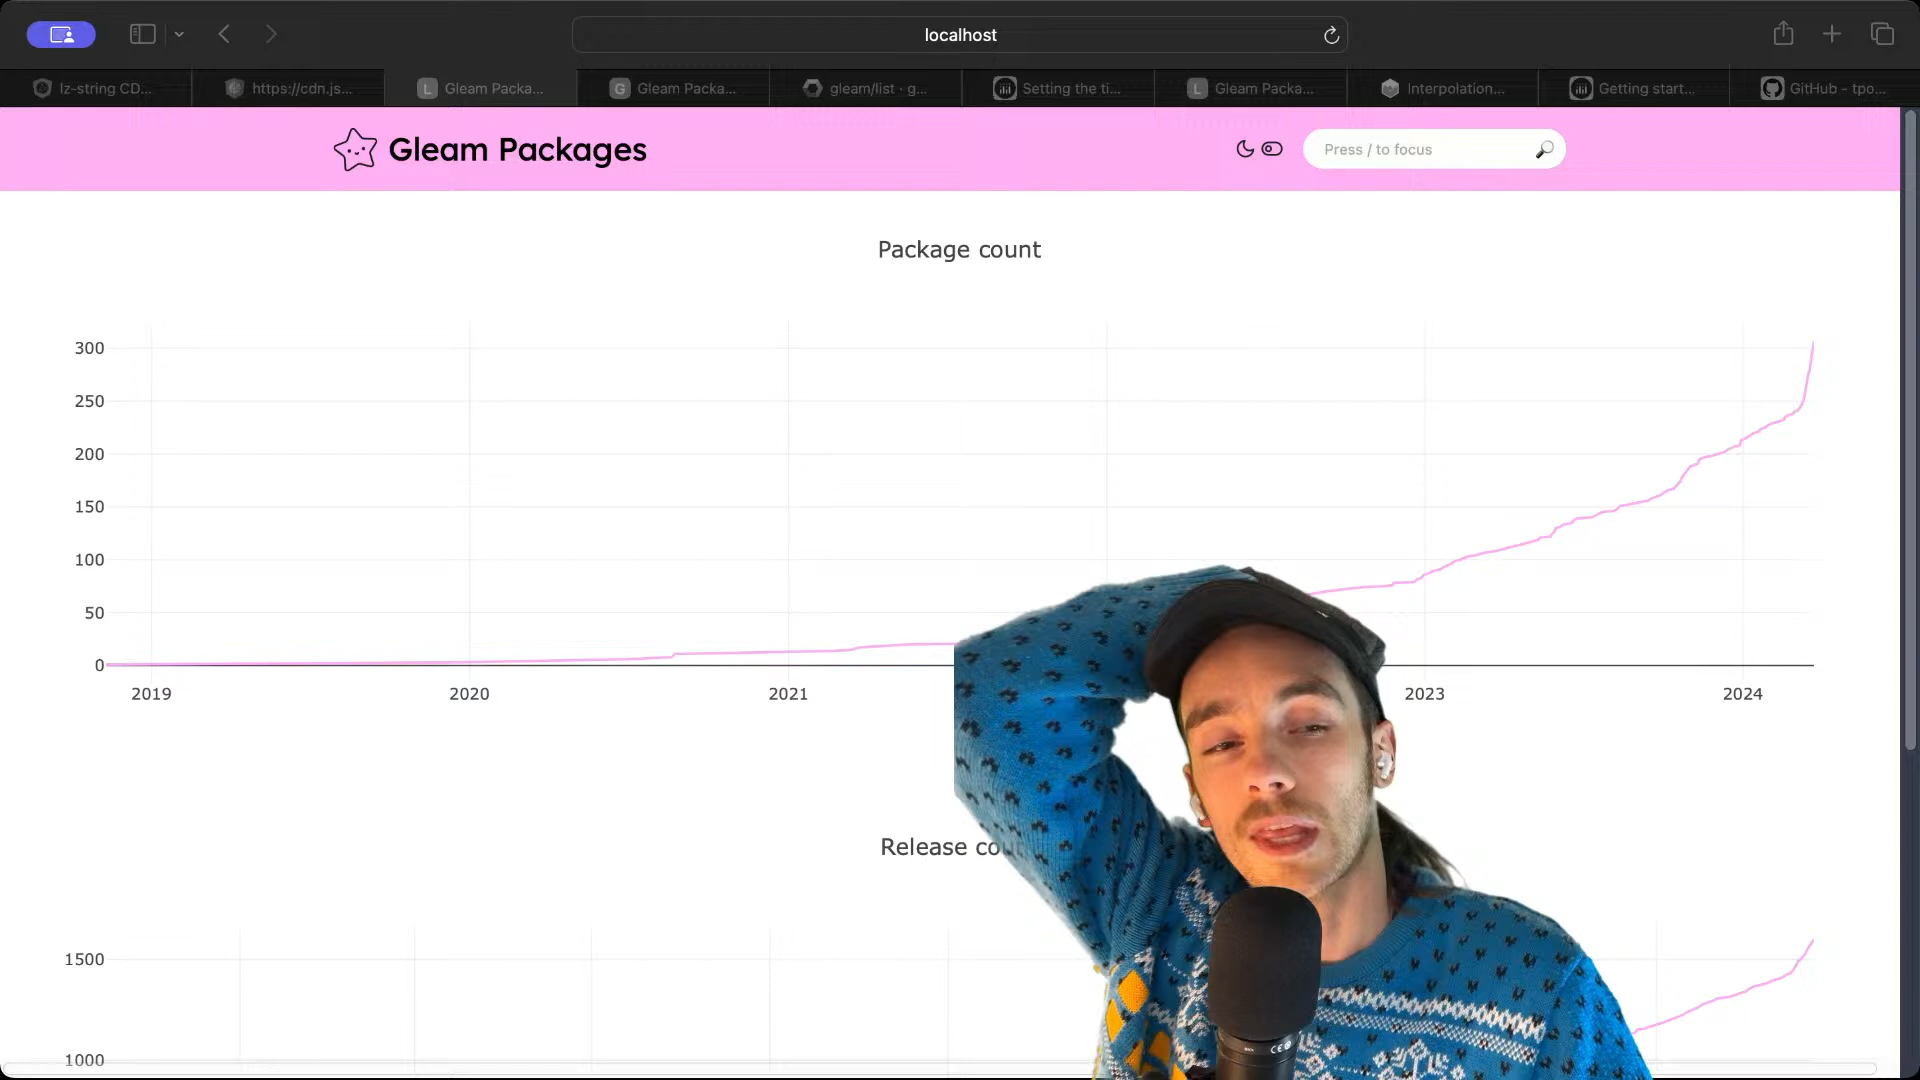 localhost
lz-string CD...
https://cdn.js...
L Gleam Packa...
G Gleam Packa...
gleam/list · g...
Setting the ti...
L Gleam Packa...
Interpolation...
Getting start...
GitHub - tpo...
Gleam Packages
Press / to focus
Package count
300
250
200
150
100
50
0
2019
2020
2021
2023
2024
Release co
1500
1000
CE